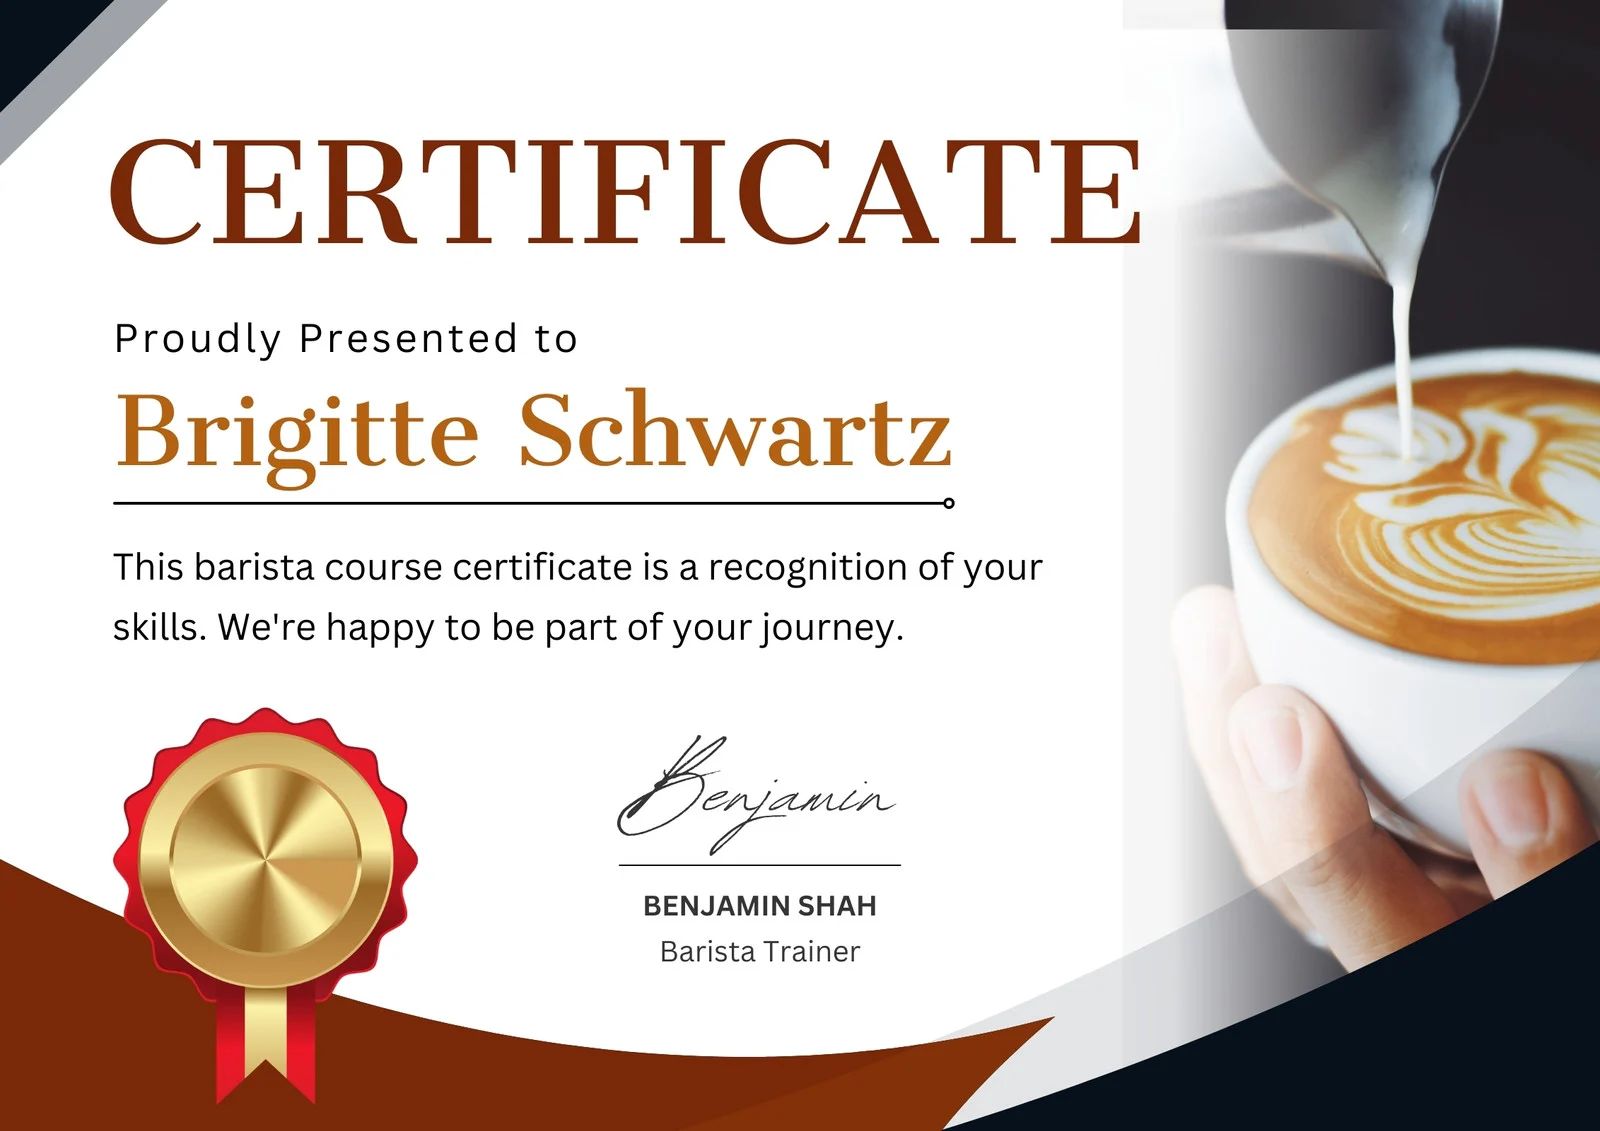 CERTIFICATE
Proudly Presented to
Brigitte Schwartz
This barista course certificate is a recognition of your
skills. We're happy to be part of your journey.
Benjamin
BENJAMIN SHAH
Barista Trainer